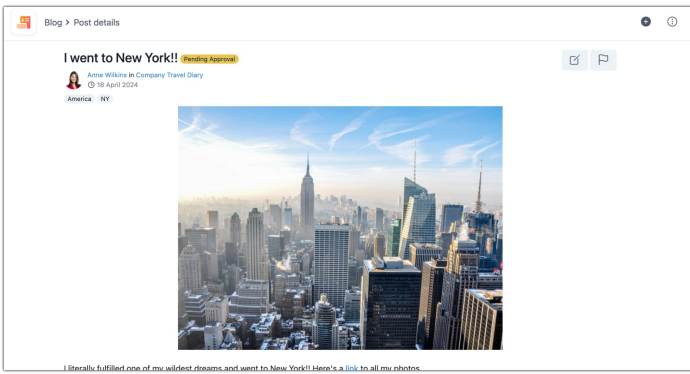 Blog > Post details
I went to New York!! Pending Approval
Anne Wilkins in Company Travel Diary
18 April 2024
America NY
I literally fulfilled one of my wildest dreams and went to New York!! Here's a link to all my photos